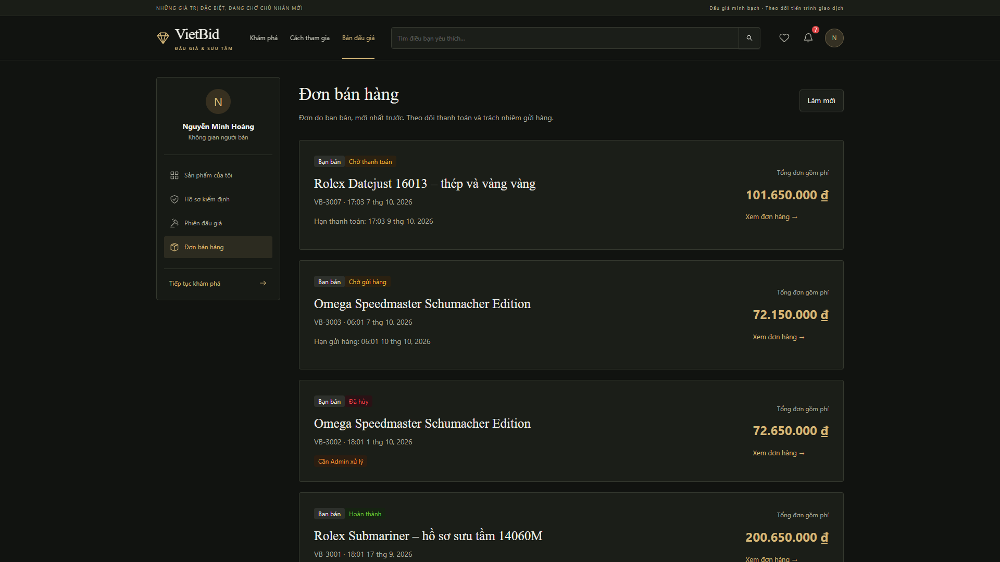 NHỮNG GIÁ TRỊ ĐẶC BIỆT, ĐANG CHỜ CHỦ NHÂN MỚI
Đấu giá minh bạch · Theo dõi tiến trình giao dịch
VietBid
ĐẤU GIÁ & SƯU TẦM
Khám phá
Cách tham gia
Bán đấu giá
Tìm điều bạn yêu thích...
7
N
N
Nguyễn Minh Hoàng
Không gian người bán
Sản phẩm của tôi
Hồ sơ kiểm định
Phiên đấu giá
Đơn bán hàng
Tiếp tục khám phá →
Đơn bán hàng
Đơn do bạn bán, mới nhất trước. Theo dõi thanh toán và trách nhiệm gửi hàng.
Làm mới
Bạn bán Chờ thanh toán
Rolex Datejust 16013 – thép và vàng vàng
VB-3007 · 17:03 7 thg 10, 2026
Hạn thanh toán: 17:03 9 thg 10, 2026
Tổng đơn gồm phí
101.650.000 ₫
Xem đơn hàng →
Bạn bán Chờ gửi hàng
Omega Speedmaster Schumacher Edition
VB-3003 · 06:01 7 thg 10, 2026
Hạn gửi hàng: 06:01 10 thg 10, 2026
Tổng đơn gồm phí
72.150.000 ₫
Xem đơn hàng →
Bạn bán Đã hủy
Omega Speedmaster Schumacher Edition
VB-3002 · 18:01 1 thg 10, 2026
Cần Admin xử lý
Tổng đơn gồm phí
72.650.000 ₫
Xem đơn hàng →
Bạn bán Hoàn thành
Rolex Submariner – hồ sơ sưu tầm 14060M
VB-3001 · 18:01 17 thg 9, 2026
Tổng đơn gồm phí
200.650.000 ₫
Xem đơn hàng →